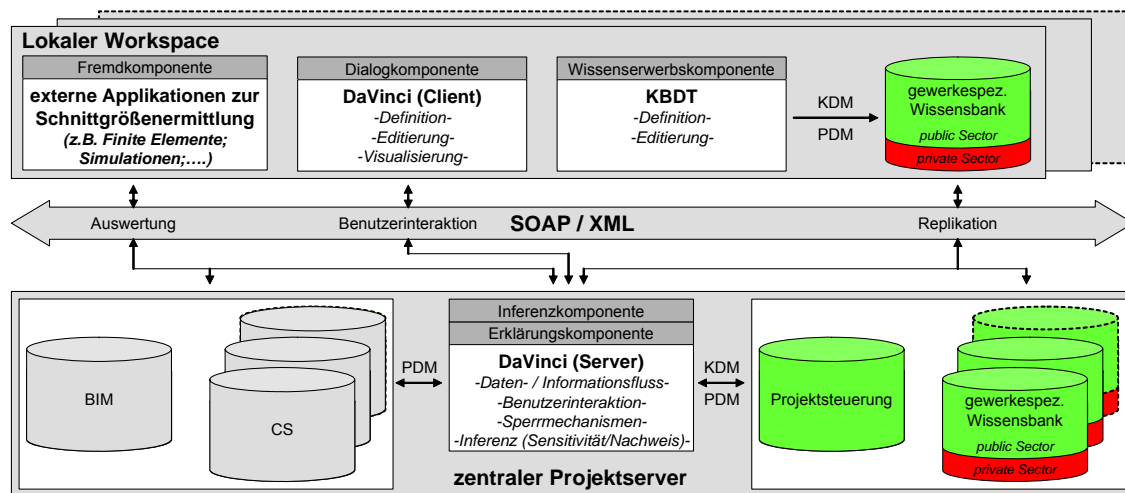 Lokaler Workspace
Fremdkomponente
externe Applikationen zur
Schnittgrößenermittlung
(z.B. Finite Elemente;
Simulationen;....)
Dialogkomponente
DaVinci (Client)
-Definition-
-Editierung-
-Visualisierung-
Wissenserwerbskomponente
KBDT
-Definition-
-Editierung-
KDM
PDM
gewerkespez.
Wissensbank
public Sector
private Sector
Auswertung
Benutzerinteraktion
SOAP / XML
Replikation
BIM
CS
PDM
Inferenzkomponente
Erklärungskomponente
DaVinci (Server)
-Daten- / Informationsfluss-
-Benutzerinteraktion-
-Sperrmechanismen-
-Inferenz (Sensitivität/Nachweis)-
KDM
PDM
Projektsteuerung
gewerkespez.
Wissensbank
public Sector
private Sector
zentraler Projektserver